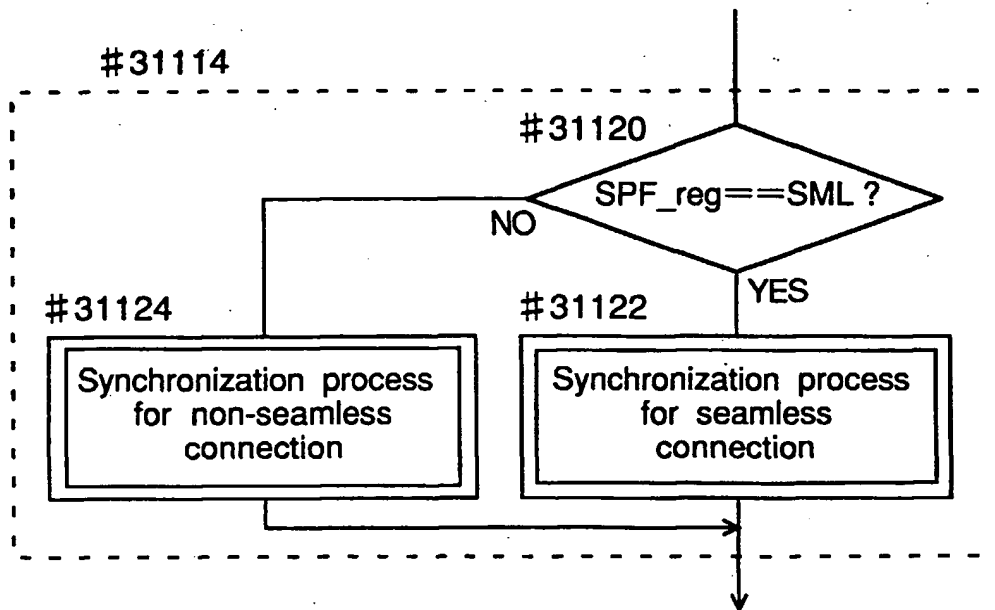 #31114
#31120
SPF_reg==SML ?
NO
YES
#31124
#31122
Synchronization process
for non-seamless
connection
Synchronization process
for seamless
connection